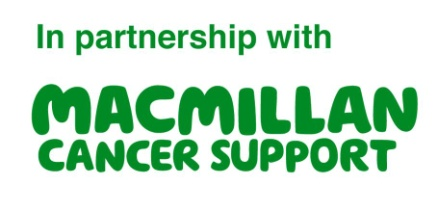 In partnership with
MACMILLAN
CANCER SUPPORT